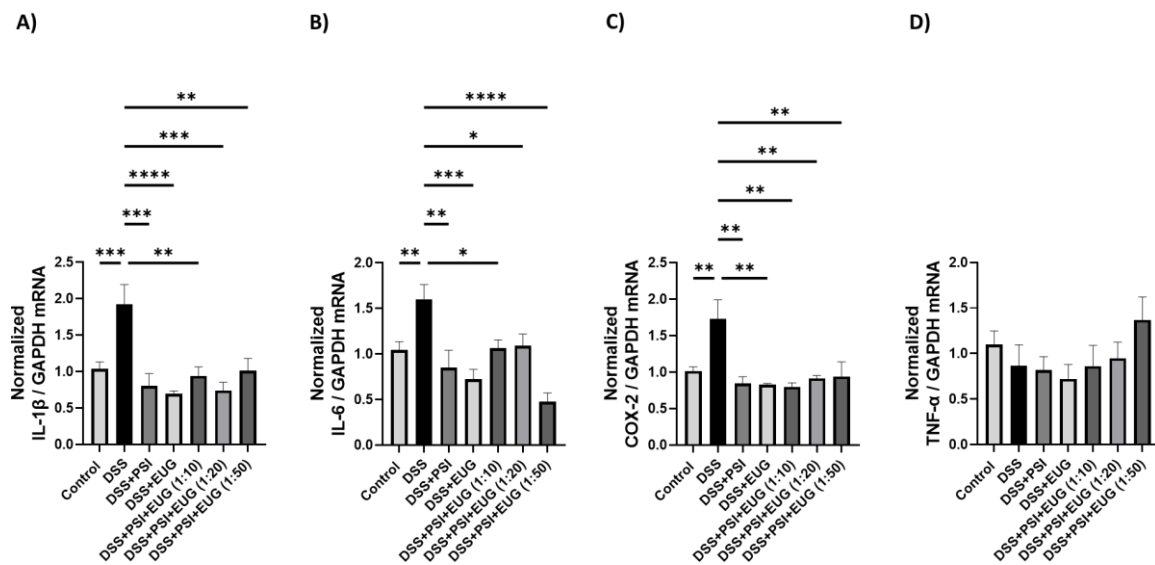 A)
**
***
****
***
***
**
Normalized
IL-1β / GAPDH mRNA
2.5
2.0
1.5
1.0
0.5
0.0
Control
DSS
DSS+PSI
DSS+EUG
DSS+PSI+EUG (1:10)
DSS+PSI+EUG (1:20)
DSS+PSI+EUG (1:50)
B)
****
*
***
**
**
*
Normalized
IL-6 / GAPDH mRNA
2.0
1.5
1.0
0.5
0.0
Control
DSS
DSS+PSI
DSS+EUG
DSS+PSI+EUG (1:10)
DSS+PSI+EUG (1:20)
DSS+PSI+EUG (1:50)
C)
**
**
**
**
**
**
Normalized
COX-2 / GAPDH mRNA
2.5
2.0
1.5
1.0
0.5
0.0
Control
DSS
DSS+PSI
DSS+EUG
DSS+PSI+EUG (1:10)
DSS+PSI+EUG (1:20)
DSS+PSI+EUG (1:50)
D)
Normalized
TNF-α / GAPDH mRNA
2.0
1.5
1.0
0.5
0.0
Control
DSS
DSS+PSI
DSS+EUG
DSS+PSI+EUG (1:10)
DSS+PSI+EUG (1:20)
DSS+PSI+EUG (1:50)